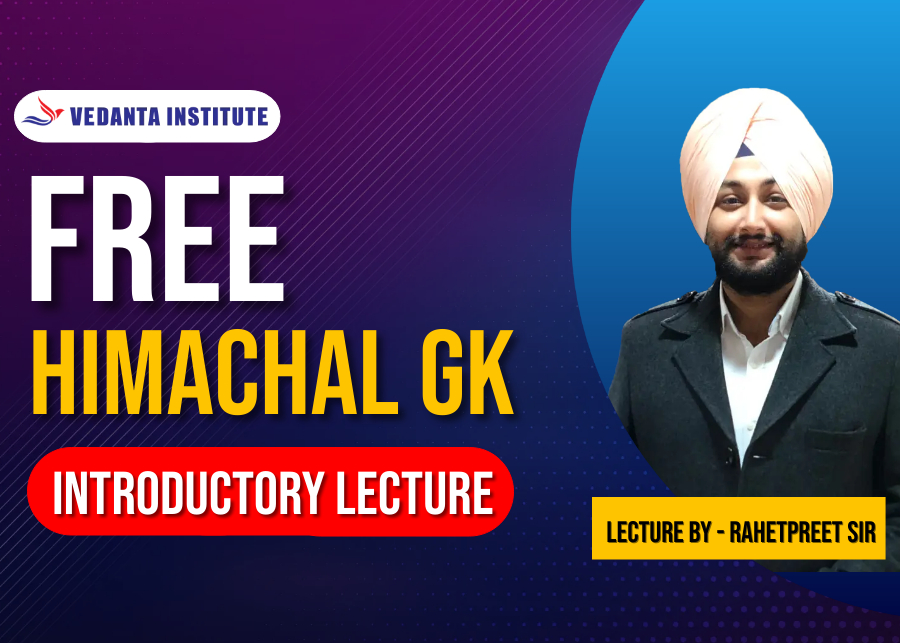 VEDANTA INSTITUTE
FREE
HIMACHAL GK
INTRODUCTORY LECTURE
LECTURE BY - RAHETPREET SIR